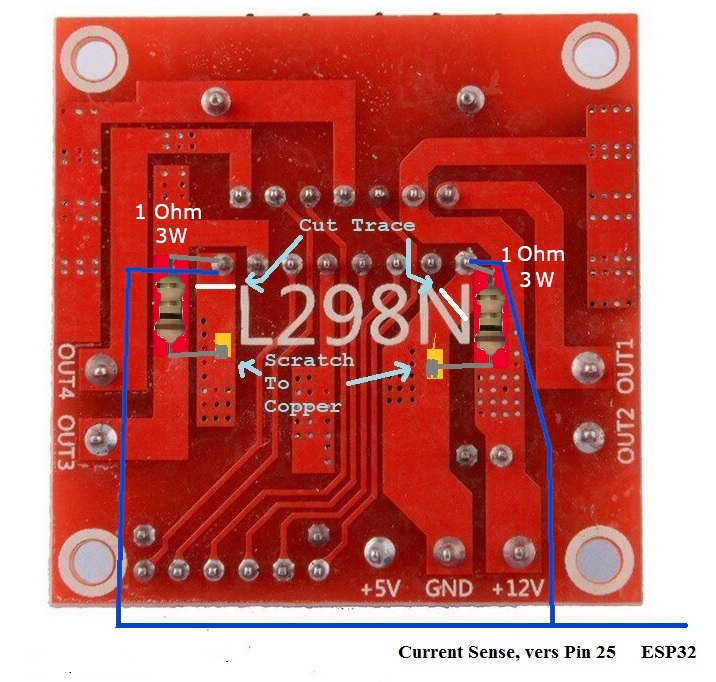 Cut Trace
1 Ohm
3W
1 Ohm
3W
L298N
Scratch
To
Copper
OUT4
OUT3
OUT1
OUT2
+5V GND +12V
Current Sense, vers Pin 25 ESP32